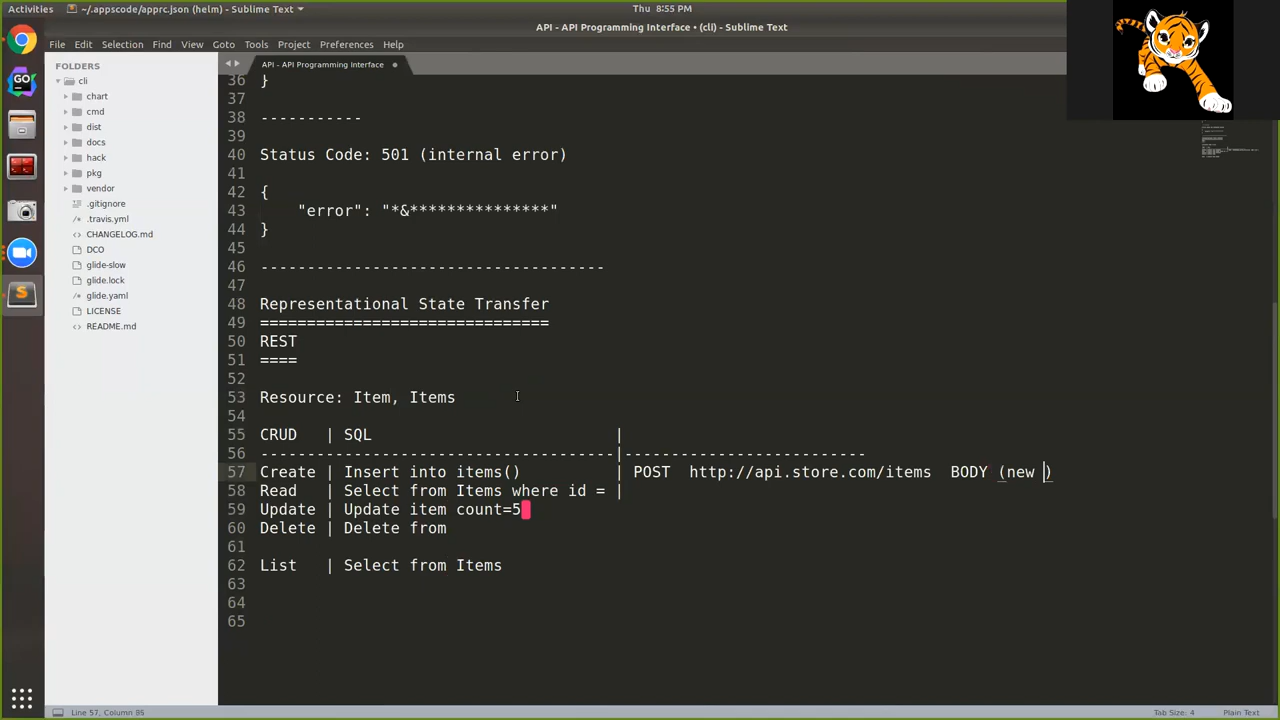 Activities
~/.appscode/apprc.json (helm) - Sublime Text
Thu 8:55 PM
API - API Programming Interface • (cli) - Sublime Text
File Edit Selection Find View Goto Tools Project Preferences Help
FOLDERS
cli
chart
cmd
dist
docs
hack
pkg
vendor
.gitignore
.travis.yml
CHANGELOG.md
DCO
glide-slow
glide.lock
glide.yaml
LICENSE
README.md
API - API Programming Interface
36 }
37
38 -----------
39
40 Status Code: 501 (internal error)
41
42 {
43     "error": "*&***************"
44 }
45
46 -------------------------------------
47
48 Representational State Transfer
49 ===============================
50 REST
51 ====
52
53 Resource: Item, Items
54
55 CRUD   | SQL                          |
56 --------------------------------------|--------------------------
57 Create | Insert into items()          | POST  http://api.store.com/items  BODY (new )
58 Read   | Select from Items where id = |
59 Update | Update item count=5
60 Delete | Delete from
61
62 List   | Select from Items
63
64
65
GO
S
Line 57, Column 85
Tab Size: 4
Plain Text